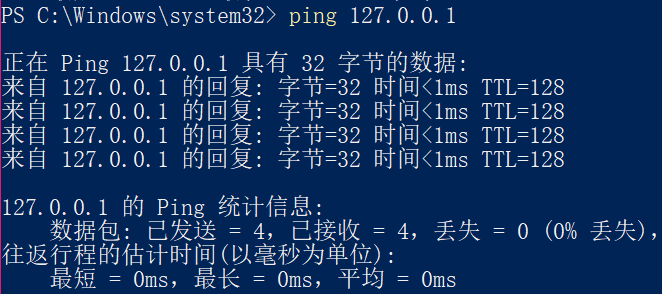 PS C:\Windows\system32> ping 127.0.0.1
正在 Ping 127.0.0.1 具有 32 字节的数据:
来自 127.0.0.1 的回复: 字节=32 时间<1ms TTL=128
来自 127.0.0.1 的回复: 字节=32 时间<1ms TTL=128
来自 127.0.0.1 的回复: 字节=32 时间<1ms TTL=128
来自 127.0.0.1 的回复: 字节=32 时间<1ms TTL=128
127.0.0.1 的 Ping 统计信息:
数据包: 已发送 = 4，已接收 = 4，丢失 = 0 (0% 丢失)，
往返行程的估计时间(以毫秒为单位):
最短 = 0ms，最长 = 0ms，平均 = 0ms